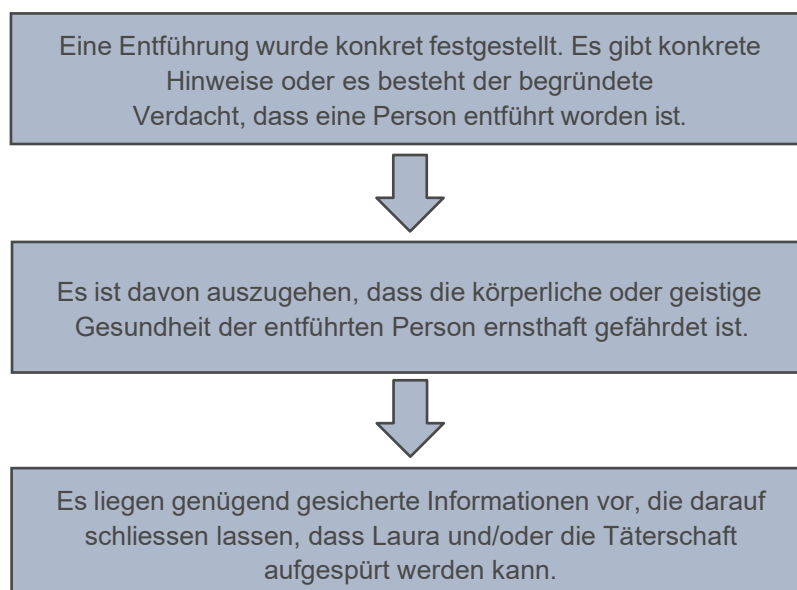 Eine Entführung wurde konkret festgestellt. Es gibt konkrete
Hinweise oder es besteht der begründete
Verdacht, dass eine Person entführt worden ist.
Es ist davon auszugehen, dass die körperliche oder geistige
Gesundheit der entführten Person ernsthaft gefährdet ist.
Es liegen genügend gesicherte Informationen vor, die darauf
schliessen lassen, dass Laura und/oder die Täterschaft
aufgespürt werden kann.